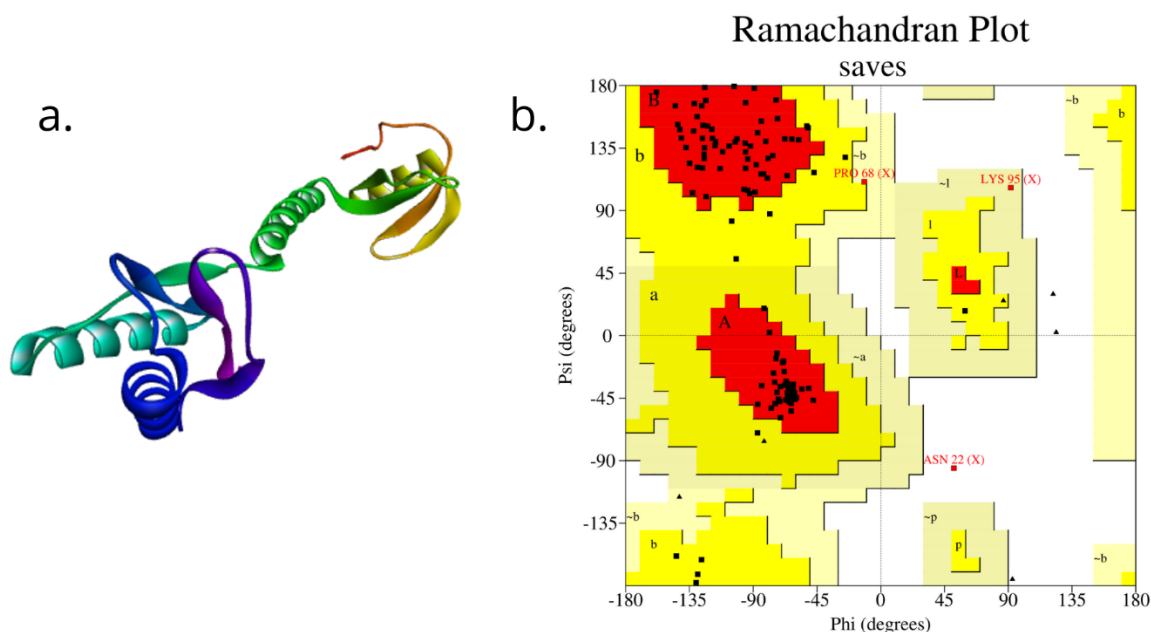 a.
b.
Ramachandran Plot
saves
180
135
90
45
0
-45
-90
-135
-180
-135
-90
-45
0
45
90
135
180
Psi (degrees)
Phi (degrees)
B
~b
b
b
~b
PRO 68 (X)
LYS 95 (X)
~l
l
L
a
A
~a
ASN 22 (X)
~b
~p
b
p
~b